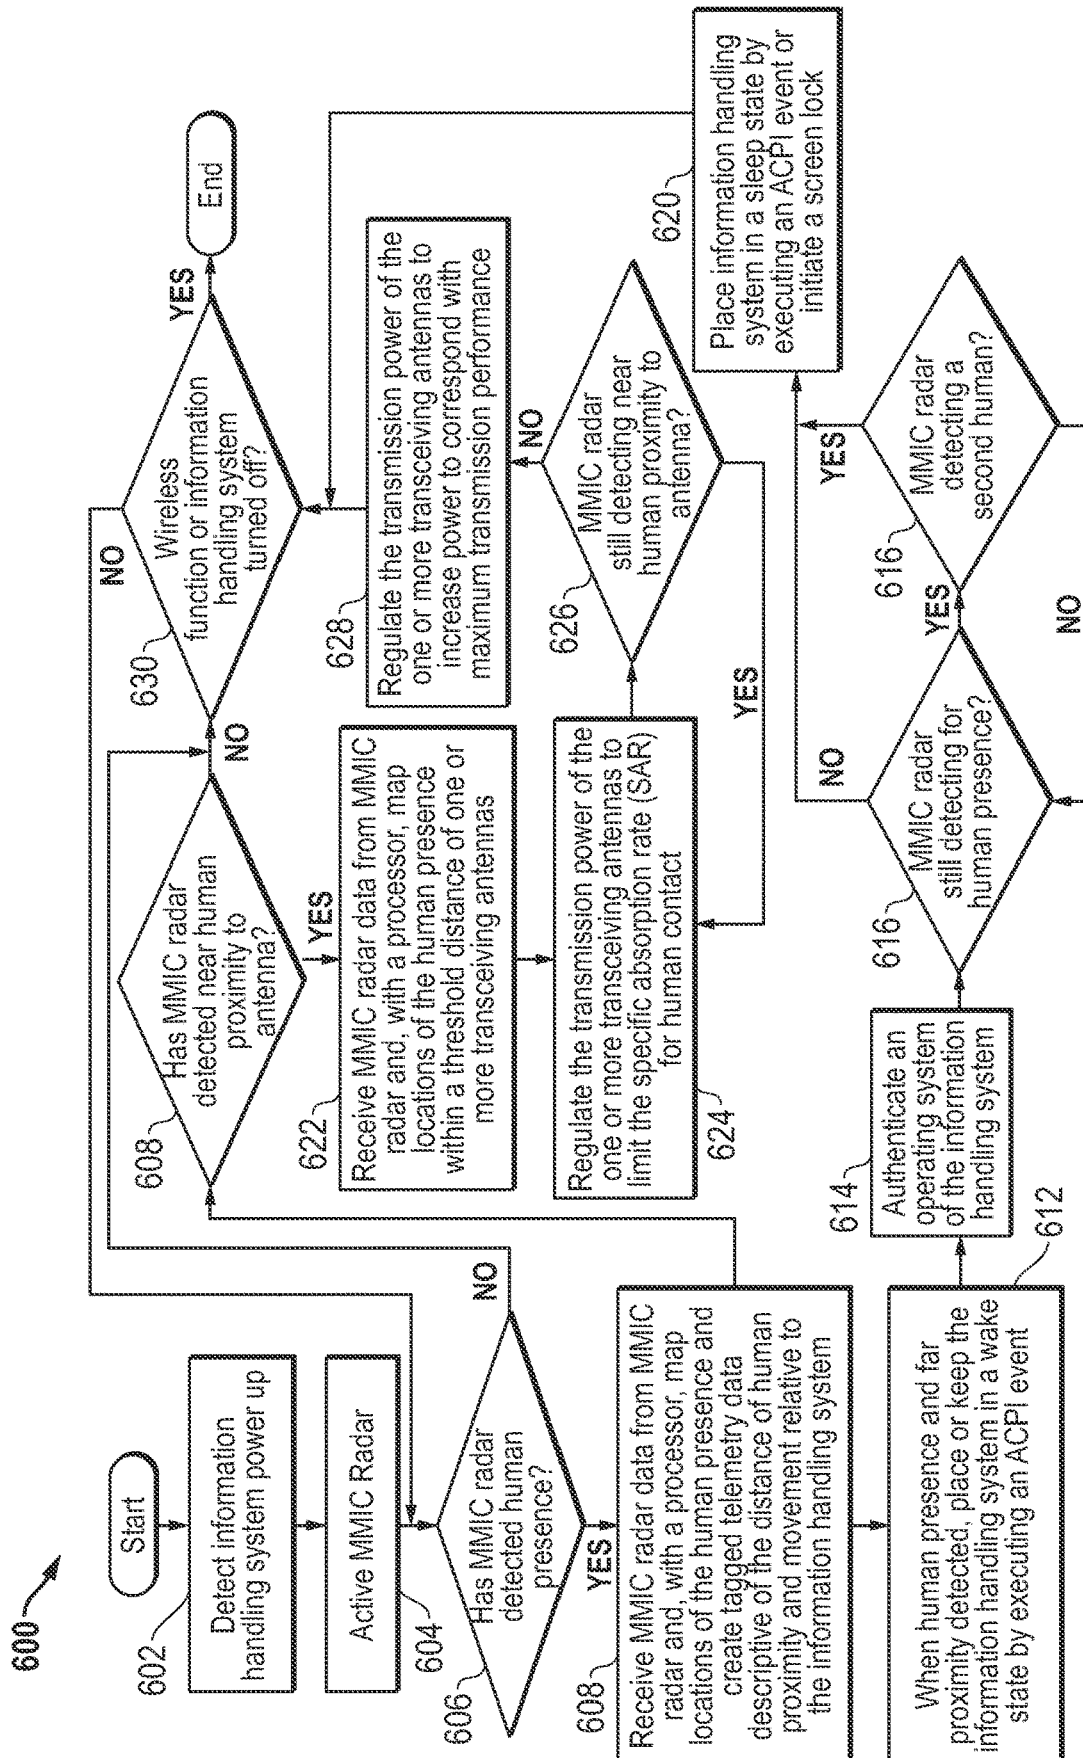 600
Start
602
Detect information
handling system power up
Active MMIC Radar
604
606
Has MMIC radar
detected human
presence?
NO
YES
608
Receive MMIC radar data from MMIC
radar and, with a processor, map
locations of the human presence and
create tagged telemetry data
descriptive of the distance of human
proximity and movement relative to
the information handling system
When human presence and far
proximity detected, place or keep the
information handling system in a wake
state by executing an ACPI event
612
608
Has MMIC radar
detected near human
proximity to
antenna?
NO
YES
622
Receive MMIC radar data from MMIC
radar and, with a processor, map
locations of the human presence
within a threshold distance of one or
more transceiving antennas
Regulate the transmission power of the
one or more transceiving antennas to
limit the specific absorption rate (SAR)
for human contact
624
614
Authenticate an
operating system
of the information
handling system
630
Wireless
function or information
handling system
turned off?
NO
YES
End
628
Regulate the transmission power of the
one or more transceiving antennas to
increase power to correspond with
maximum transmission performance
626
MMIC radar
still detecting near
human proximity to
antenna?
NO
YES
616
MMIC radar
still detecting for
human presence?
NO
YES
616
MMIC radar
detecting a
second human?
YES
NO
620
Place information handling
system in a sleep state by
executing an ACPI event or
initiate a screen lock